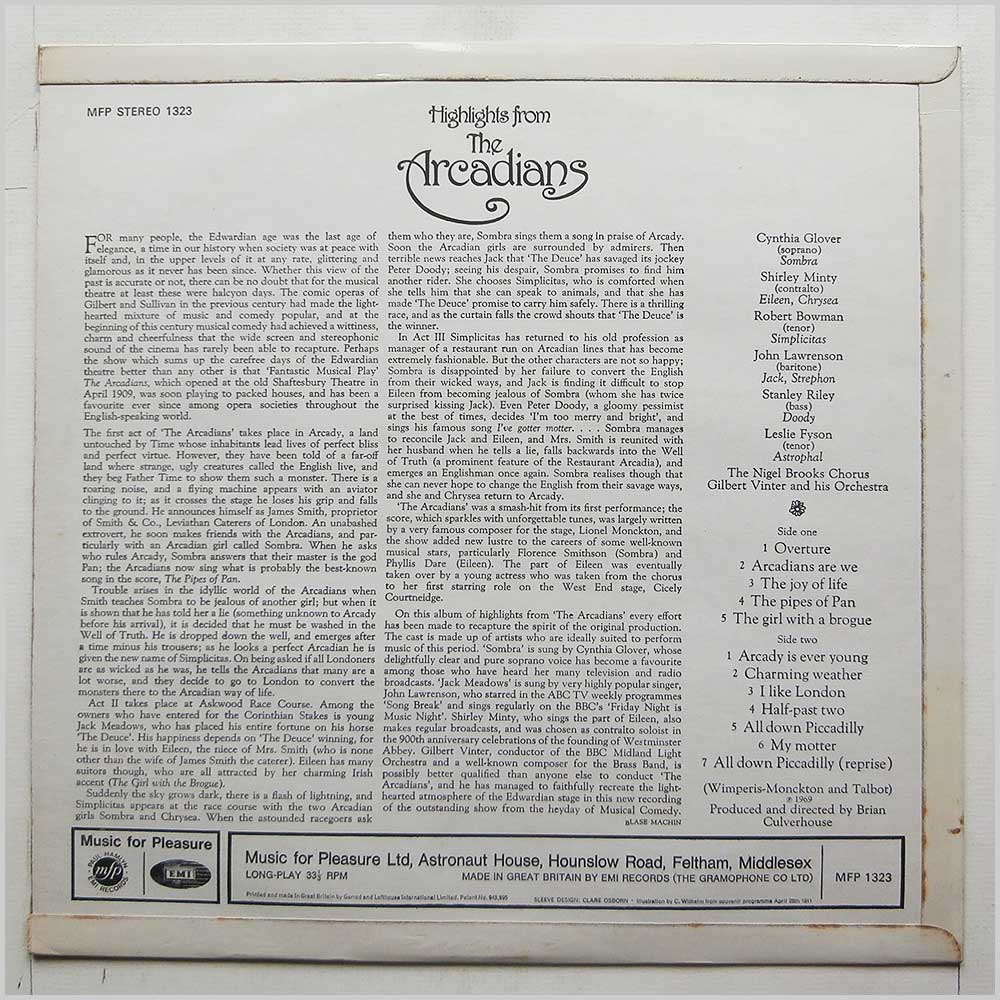 MFP STEREO 1323
Highlights from
The
Arcadians
FOR many people, the Edwardian age was the last age of
elegance, a time in our history when society was at peace with
itself and, in the upper levels of it at any rate, glittering and
glamorous as it never has been since. Whether this view of the
past is accurate or not, there can be no doubt that for the musical
theatre at least these were halcyon days. The comic operas of
Gilbert and Sullivan in the previous century had made the light-
hearted mixture of music and comedy popular, and at the
beginning of this century musical comedy had achieved a wittiness,
charm and cheerfulness that the wide screen and stereophonic
sound of the cinema has rarely been able to recapture. Perhaps
the show which sums up the carefree days of the Edwardian
theatre better than any other is that 'Fantastic Musical Play'
The Arcadians, which opened at the old Shaftesbury Theatre in
April 1909, was soon playing to packed houses, and has been a
favourite ever since among opera societies throughout the
English-speaking world.
The first act of 'The Arcadians' takes place in Arcady, a land
untouched by Time whose inhabitants lead lives of perfect bliss
and perfect virtue. However, they have been told of a far-off
land where strange, ugly creatures called the English live, and
they beg Father Time to show them such a monster. There is a
roaring noise, and a flying machine appears with an aviator
clinging to it; as it crosses the stage he loses his grip and falls
to the ground. He announces himself as James Smith, proprietor
of Smith & Co., Leviathan Caterers of London. An unabashed
extrovert, he soon makes friends with the Arcadians, and par-
ticularly with an Arcadian girl called Sombra. When he asks
who rules Arcady, Sombra answers that their master is the god
Pan; the Arcadians now sing what is probably the best-known
song in the score, The Pipes of Pan.
Trouble arises in the idyllic world of the Arcadians when
Smith teaches Sombra to be jealous of another girl; but when it
is shown that he has told her a lie (something unknown to Arcady
before his arrival), it is decided that he must be washed in the
Well of Truth. He is dropped down the well, and emerges after
a time minus his trousers; as he looks a perfect Arcadian he is
given the new name of Simplicitas. On being asked if all Londoners
are as wicked as he was, he tells the Arcadians that many are a
lot worse, and they decide to go to London to convert the
monsters there to the Arcadian way of life.
Act II takes place at Askwood Race Course. Among the
owners who have entered for the Corinthian Stakes is young
Jack Meadows, who has placed his entire fortune on his horse
'The Deuce'. His happiness depends on 'The Deuce' winning, for
he is in love with Eileen, the niece of Mrs. Smith (who is none
other than the wife of James Smith the caterer). Eileen has many
suitors though, who are all attracted by her charming Irish
accent (The Girl with the Brogue).
Suddenly the sky grows dark, there is a flash of lightning, and
Simplicitas appears at the race course with the two Arcadian
girls Sombra and Chrysea. When the astounded racegoers ask
them who they are, Sombra sings them a song in praise of Arcady.
Soon the Arcadian girls are surrounded by admirers. Then
terrible news reaches Jack that 'The Deuce' has savaged its jockey
Peter Doody; seeing his despair, Sombra promises to find him
another rider. She chooses Simplicitas, who is comforted when
she tells him that she can speak to animals, and that she has
made 'The Deuce' promise to carry him safely. There is a thrilling
race, and as the curtain falls the crowd shouts that 'The Deuce' is
the winner.
In Act III Simplicitas has returned to his old profession as
manager of a restaurant run on Arcadian lines that has become
extremely fashionable. But the other characters are not so happy;
Sombra is disappointed by her failure to convert the English
from their wicked ways, and Jack is finding it difficult to stop
Eileen from becoming jealous of Sombra (whom she has twice
surprised kissing Jack). Even Peter Doody, a gloomy pessimist
at the best of times, decides 'I'm too merry and bright', and
sings his famous song I've gotter motter. . . . Sombra manages
to reconcile Jack and Eileen, and Mrs. Smith is reunited with
her husband when he tells a lie, falls backwards into the Well
of Truth (a prominent feature of the Restaurant Arcadia), and
emerges an Englishman once again. Sombra realises though that
she can never hope to change the English from their savage ways,
and she and Chrysea return to Arcady.
'The Arcadians' was a smash-hit from its first performance; the
score, which sparkles with unforgettable tunes, was largely written
by a very famous composer for the stage, Lionel Monckton, and
the show added new lustre to the careers of some well-known
musical stars, particularly Florence Smithson (Sombra) and
Phyllis Dare (Eileen). The part of Eileen was eventually
taken over by a young actress who was taken from the chorus
to her first starring role on the West End stage, Cicely
Courtneidge.
On this album of highlights from 'The Arcadians' every effort
has been made to recapture the spirit of the original production.
The cast is made up of artists who are ideally suited to perform
music of this period. 'Sombra' is sung by Cynthia Glover, whose
delightfully clear and pure soprano voice has become a favourite
among those who have heard her many television and radio
broadcasts. 'Jack Meadows' is sung by very highly popular singer,
John Lawrenson, who starred in the ABC TV weekly programmes
'Song Break' and sings regularly on the BBC's 'Friday Night is
Music Night'. Shirley Minty, who sings the part of Eileen, also
makes regular broadcasts, and was chosen as contralto soloist in
the 900th anniversary celebrations of the founding of Westminster
Abbey. Gilbert Vinter, conductor of the BBC Midland Light
Orchestra and a well-known composer for the Brass Band, is
possibly better qualified than anyone else to conduct 'The
Arcadians', and he has managed to faithfully recreate the light-
hearted atmosphere of the Edwardian stage in this new recording
of the outstanding show from the heyday of Musical Comedy.
BLASE MACHIN
Cynthia Glover
(soprano)
Sombra
Shirley Minty
(contralto)
Eileen, Chrysea
Robert Bowman
(tenor)
Simplicitas
John Lawrenson
(baritone)
Jack, Strephon
Stanley Riley
(bass)
Doody
Leslie Fyson
(tenor)
Astrophal
The Nigel Brooks Chorus
Gilbert Vinter and his Orchestra
Side one
1 Overture
2 Arcadians are we
3 The joy of life
4 The pipes of Pan
5 The girl with a brogue
Side two
1 Arcady is ever young
2 Charming weather
3 I like London
4 Half-past two
5 All down Piccadilly
6 My motter
7 All down Piccadilly (reprise)
(Wimperis-Monckton and Talbot)
℗ 1969
Produced and directed by Brian
Culverhouse
Music for Pleasure
PAUL HAMLYN
mfp
EMI RECORDS
EMI
Music for Pleasure Ltd, Astronaut House, Hounslow Road, Feltham, Middlesex
LONG-PLAY 33⅓ RPM
MADE IN GREAT BRITAIN BY EMI RECORDS (THE GRAMOPHONE CO LTD)
MFP 1323
Printed and made in Great Britain by Garrod and Lofthouse International Limited. Patent No. 943,895
SLEEVE DESIGN: CLARE OSBORN • Illustration by C. Wilhelm from souvenir programme April 28th 1911